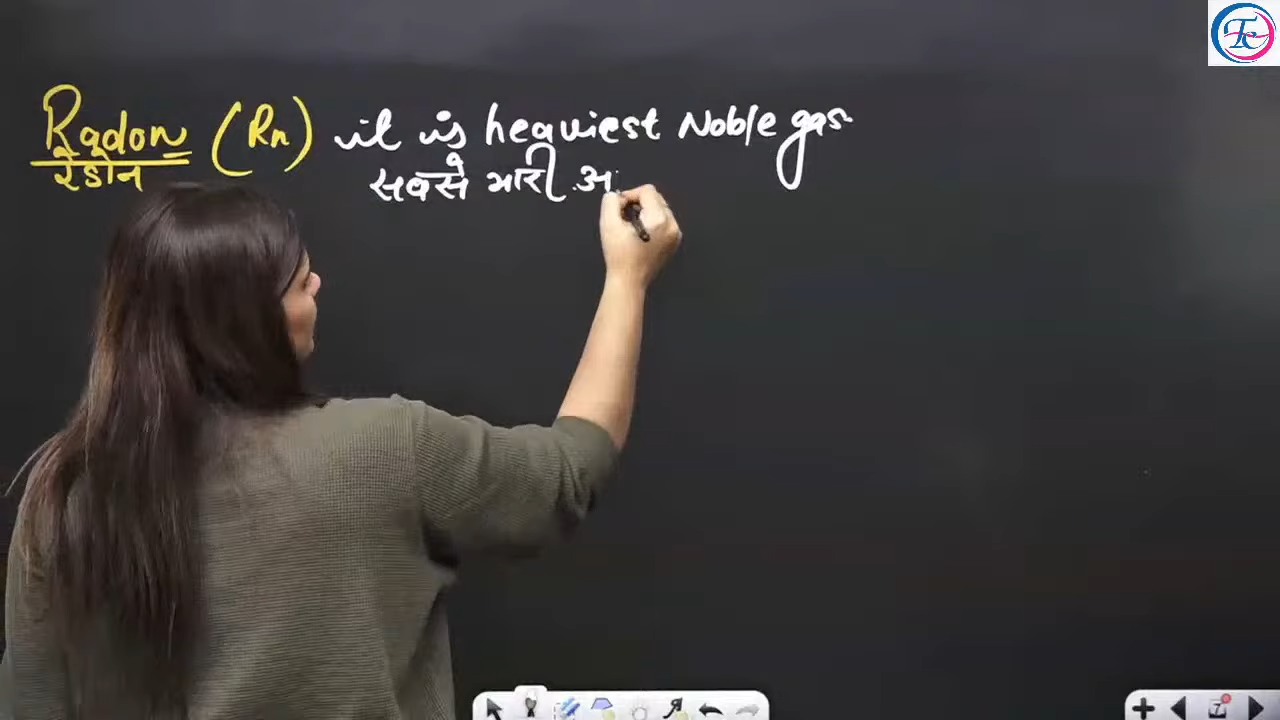 Radon (Rn) it is heaviest Noble gas
रेडॉन सबसे भारी अ